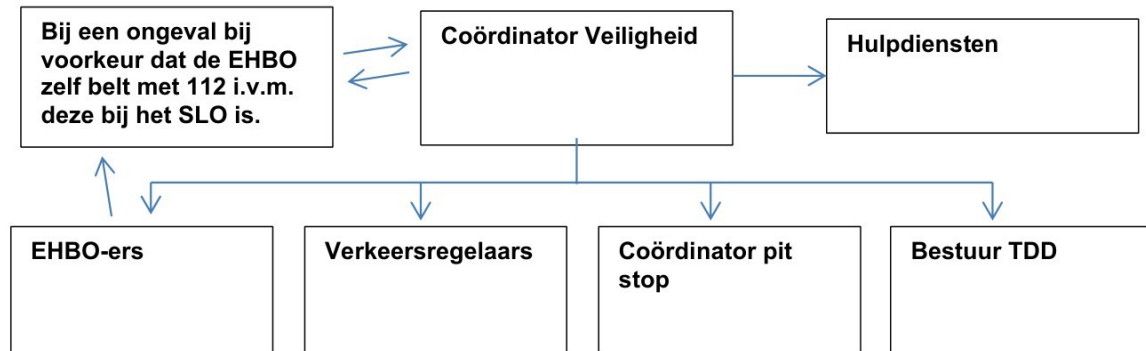 Bij een ongeval bij
voorkeur dat de EHBO
zelf belt met 112 i.v.m.
deze bij het SLO is.
Coördinator Veiligheid
Hulpdiensten
EHBO-ers
Verkeersregelaars
Coördinator pit
stop
Bestuur TDD